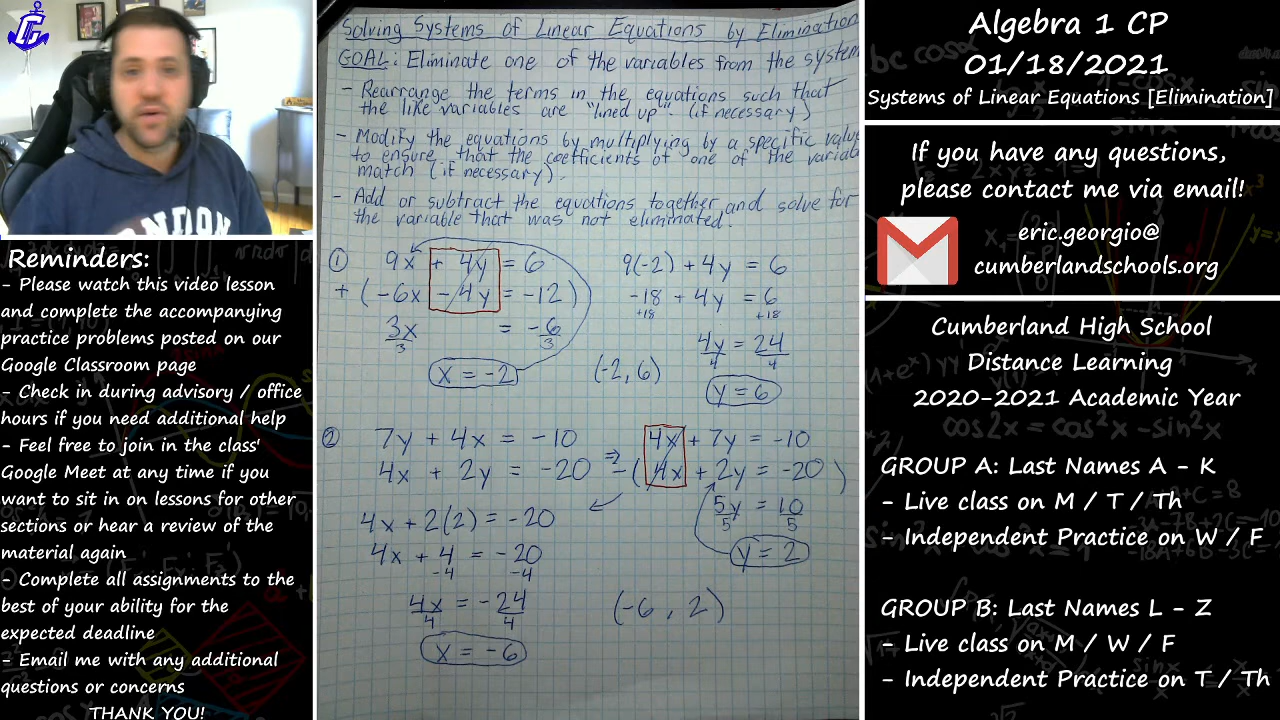 C
LONDON
Reminders:
- Please watch this video lesson
and complete the accompanying
practice problems posted on our
Google Classroom page
- Check in during advisory / office
hours if you need additional help
- Feel free to join in the class'
Google Meet at any time if you
want to sit in on lessons for other
sections or hear a review of the
material again
- Complete all assignments to the
best of your ability for the
expected deadline
- Email me with any additional
questions or concerns
THANK YOU!
Solving Systems of Linear Equations by Elimination
GOAL: Eliminate one of the variables from the system
- Rearrange the terms in the equations such that
the like variables are "lined up". (if necessary)
- Modify the equations by multiplying by a specific value
to ensure that the coefficients of one of the variab
match (if necessary).
- Add or subtract the equations together and solve for
the variable that was not eliminated.
① 9x + 4y = 6
+ (-6x - 4y = -12)
3x = -6
3 3
x = -2
9(-2) + 4y = 6
-18 + 4y = 6
+18 +18
4y = 24
4 4
y = 6
(-2, 6)
② 7y + 4x = -10
4x + 2y = -20
⇒ 4x + 7y = -10
- (4x + 2y = -20)
5y = 10
5 5
y = 2
4x + 2(2) = -20
4x + 4 = -20
-4 -4
4x = -24
4 4
x = -6
(-6, 2)
Algebra 1 CP
01/18/2021
Systems of Linear Equations [Elimination]
If you have any questions,
please contact me via email!
eric.georgio@
cumberlandschools.org
Cumberland High School
Distance Learning
2020-2021 Academic Year
GROUP A: Last Names A - K
- Live class on M / T / Th
- Independent Practice on W / F
GROUP B: Last Names L - Z
- Live class on M / W / F
- Independent Practice on T / Th